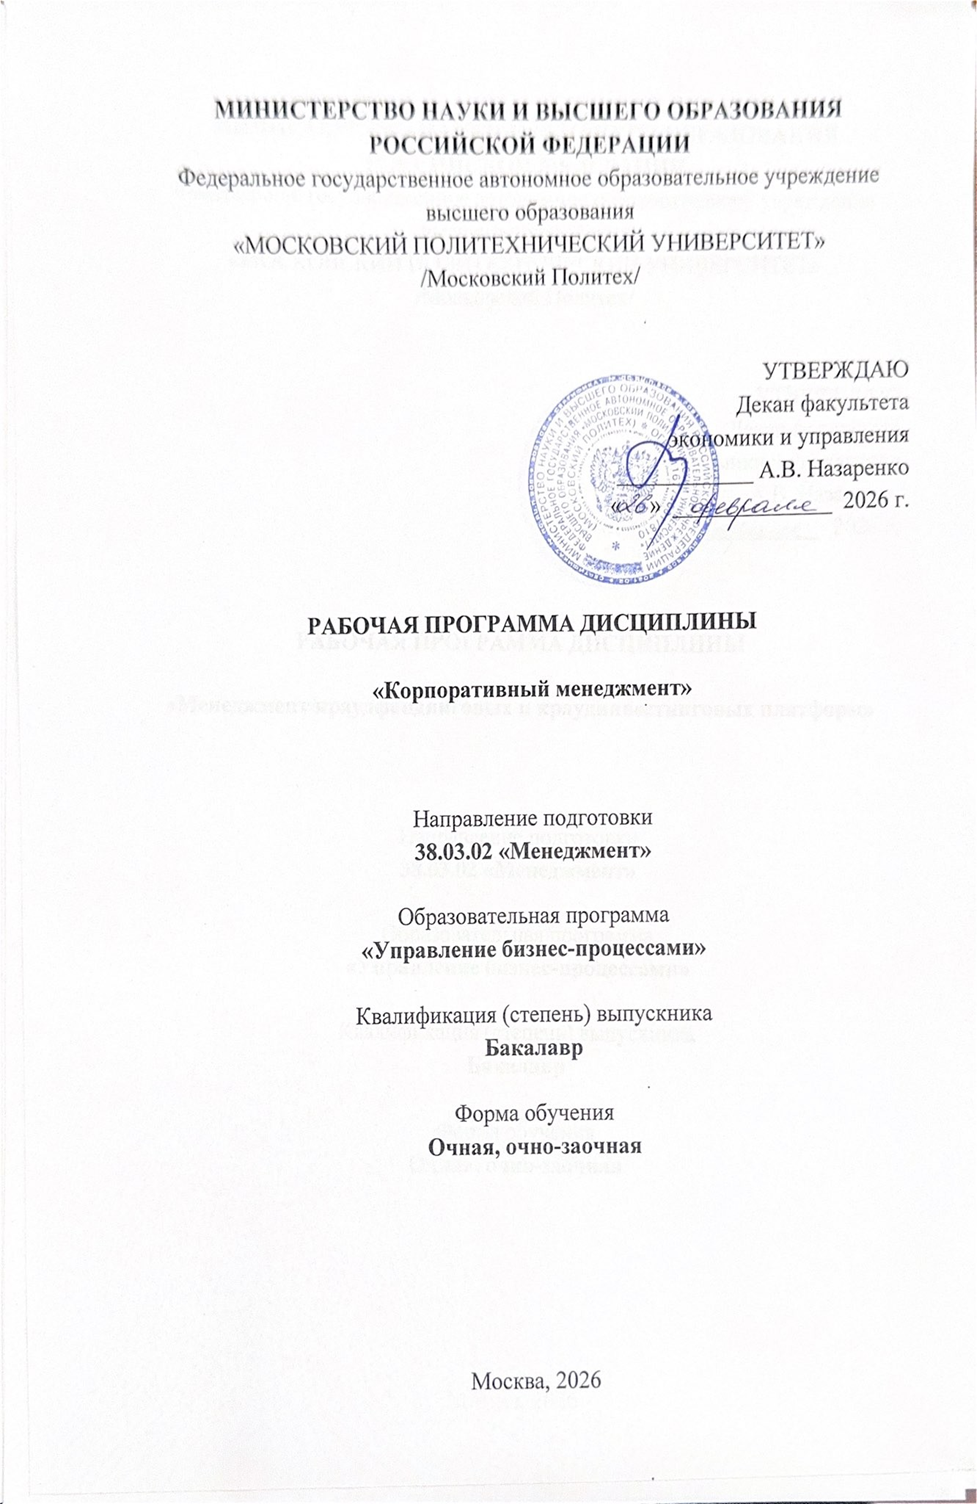 МИНИСТЕРСТВО НАУКИ И ВЫСШЕГО ОБРАЗОВАНИЯ
РОССИЙСКОЙ ФЕДЕРАЦИИ
Федеральное государственное автономное образовательное учреждение
высшего образования
«МОСКОВСКИЙ ПОЛИТЕХНИЧЕСКИЙ УНИВЕРСИТЕТ»
/Московский Политех/
УТВЕРЖДАЮ
Декан факультета
экономики и управления
А.В. Назаренко
«26» февраля 2026 г.
РАБОЧАЯ ПРОГРАММА ДИСЦИПЛИНЫ
«Корпоративный менеджмент»
Направление подготовки
38.03.02 «Менеджмент»
Образовательная программа
«Управление бизнес-процессами»
Квалификация (степень) выпускника
Бакалавр
Форма обучения
Очная, очно-заочная
Москва, 2026